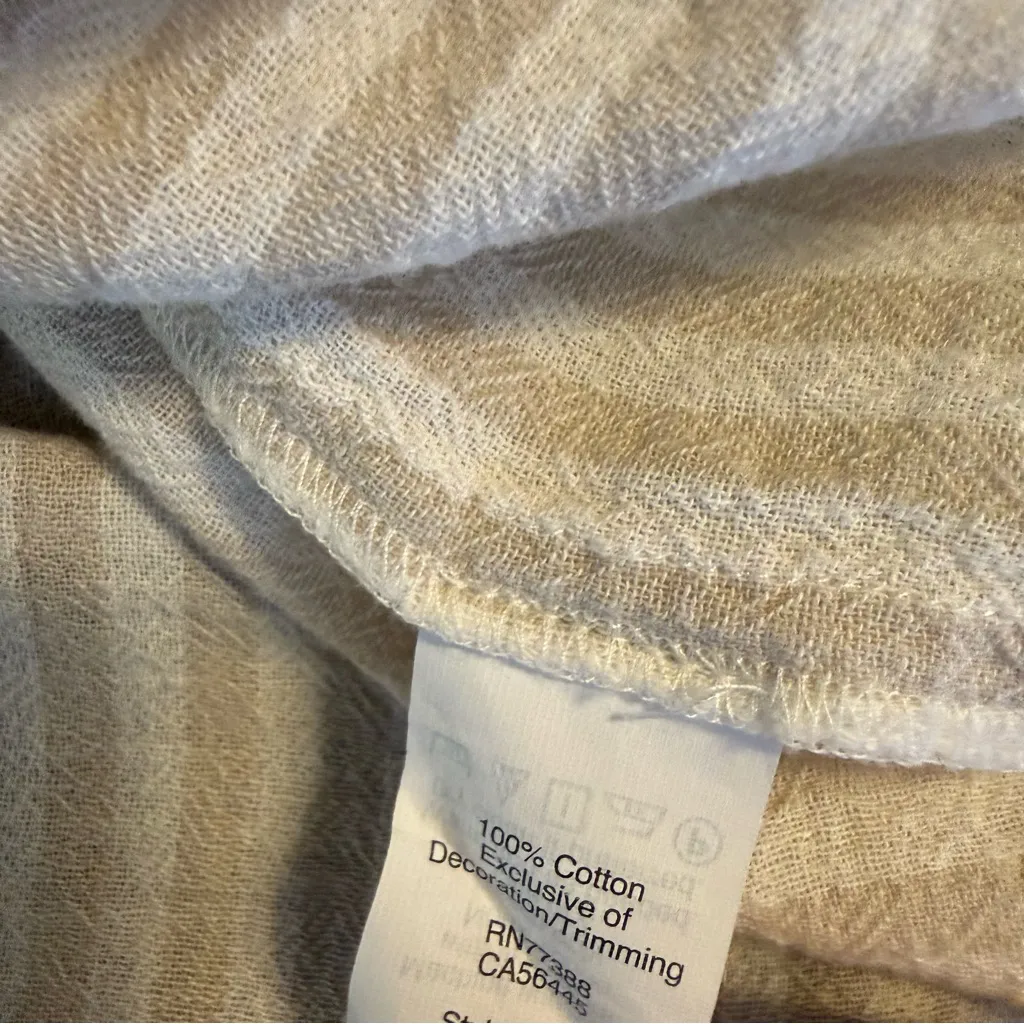 100% Cotton
Exclusive of
Decoration/Trimming
RN77388
CA56445